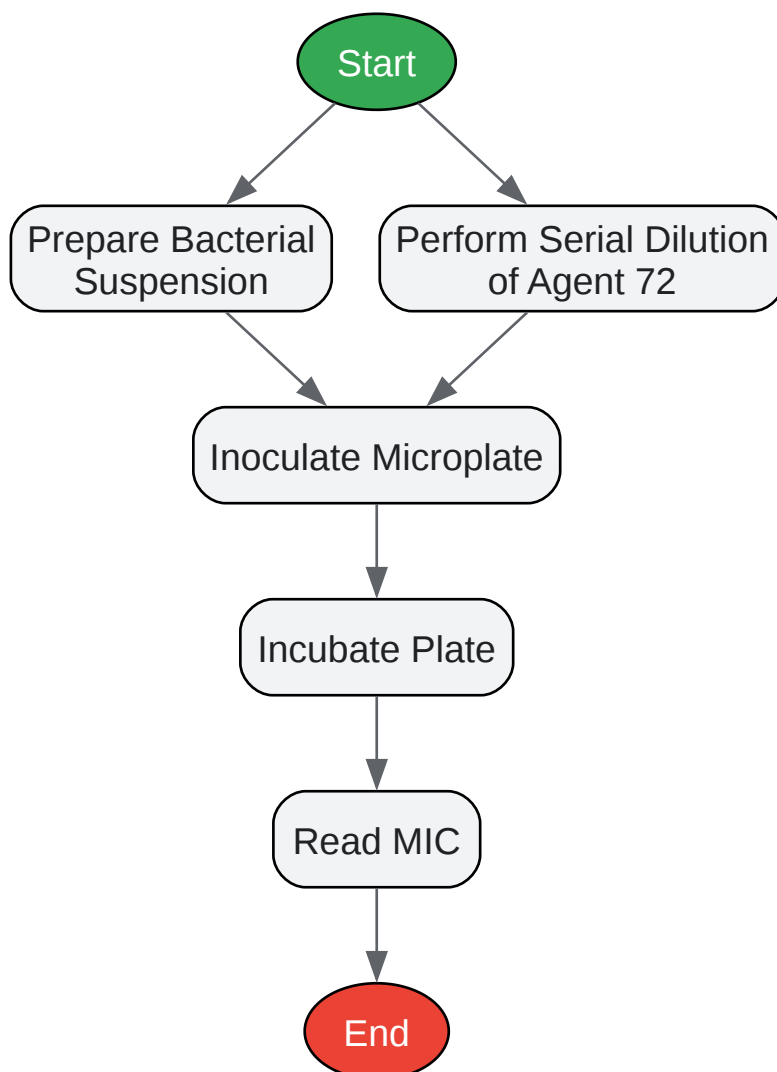 Start
Prepare Bacterial
Suspension
Perform Serial Dilution
of Agent 72
Inoculate Microplate
Incubate Plate
Read MIC
End